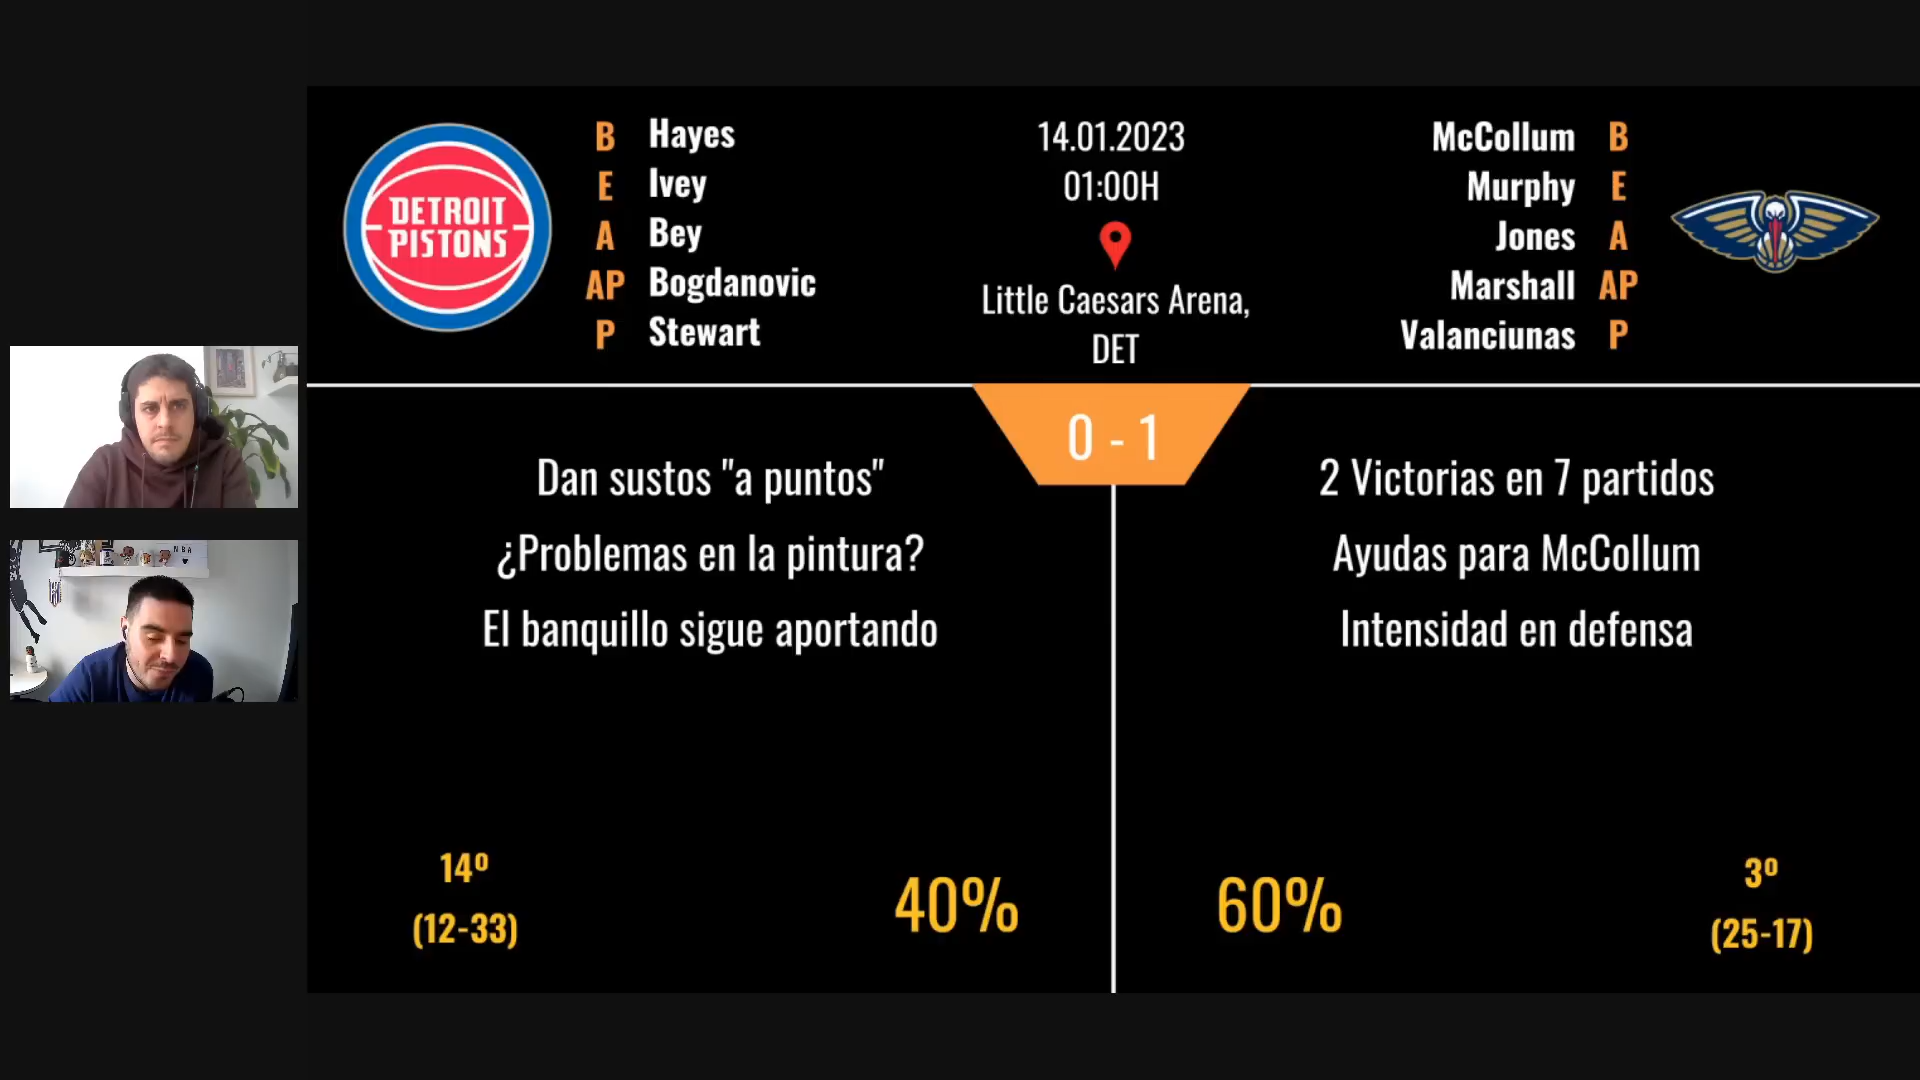 DETROIT
PISTONS
B Hayes
E Ivey
A Bey
AP Bogdanovic
P Stewart
14.01.2023
01:00H
Little Caesars Arena,
DET
McCollum B
Murphy E
Jones A
Marshall AP
Valanciunas P
0 - 1
Dan sustos "a puntos"
¿Problemas en la pintura?
El banquillo sigue aportando
2 Victorias en 7 partidos
Ayudas para McCollum
Intensidad en defensa
14º
(12-33)
40%
60%
3º
(25-17)
NBA